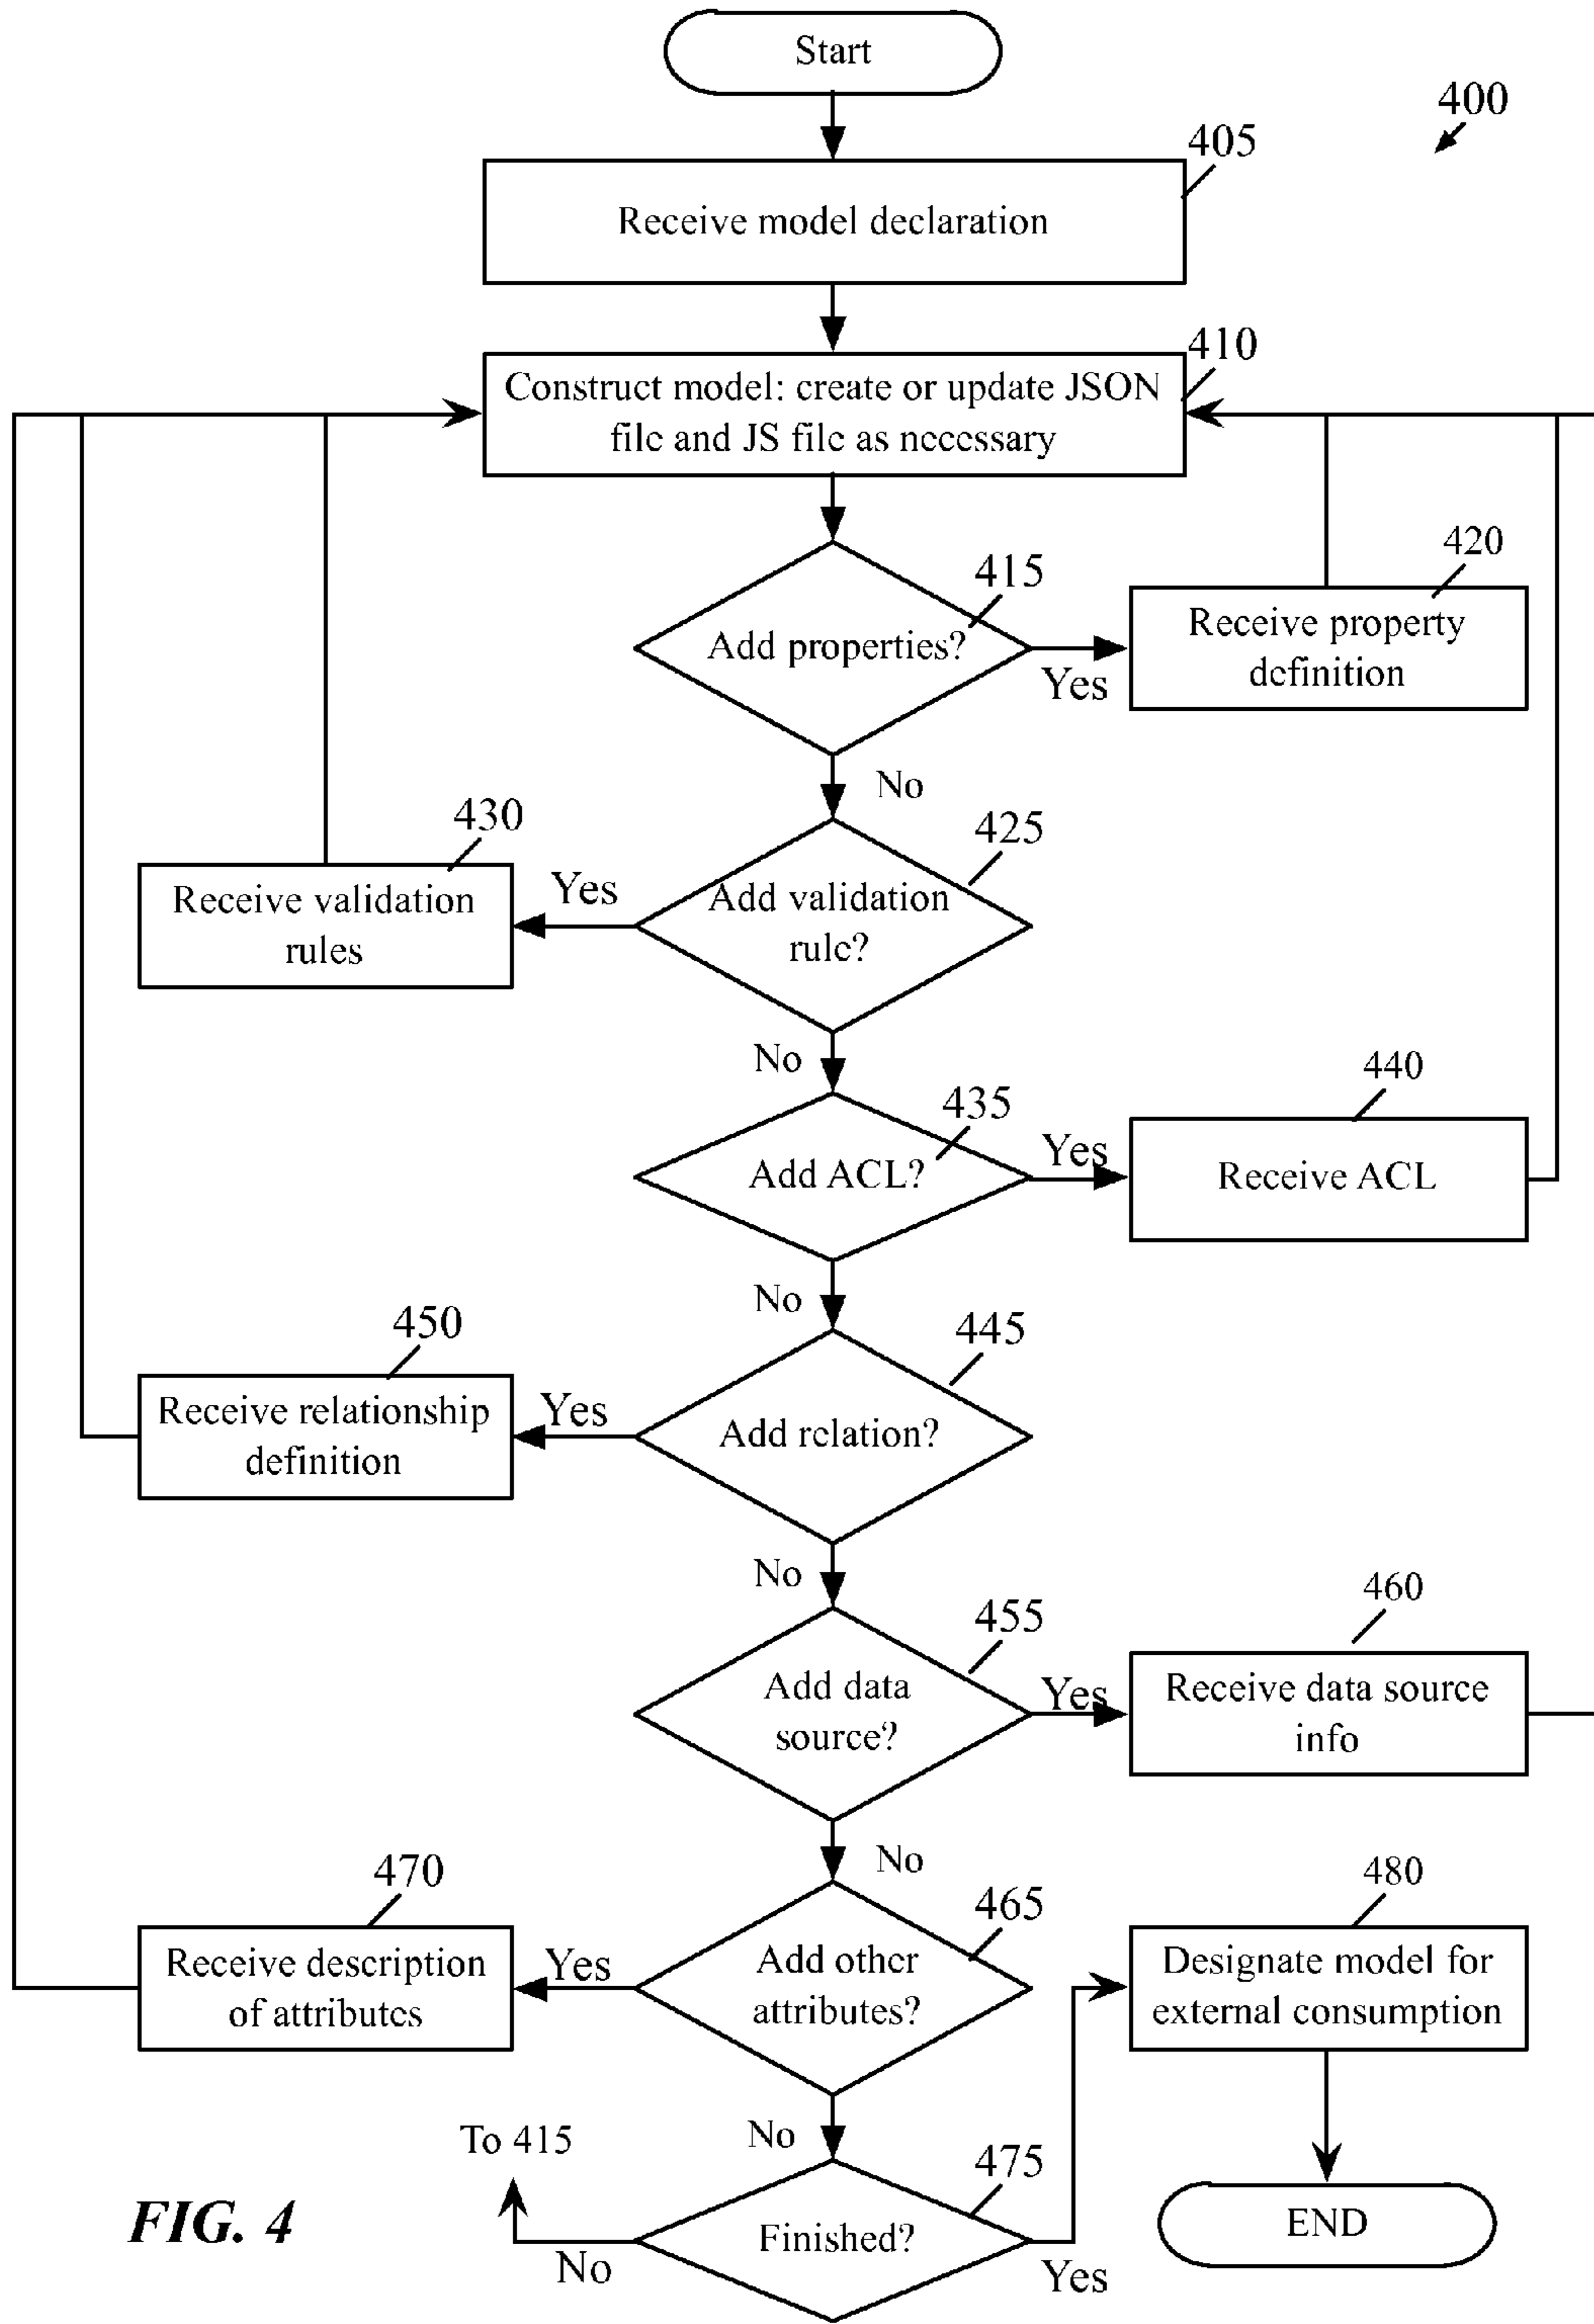 Start
400
405
Receive model declaration
410
Construct model: create or update JSON
file and JS file as necessary
415
Add properties?
Yes
420
Receive property
definition
No
425
Add validation
rule?
Yes
430
Receive validation
rules
No
435
Add ACL?
Yes
440
Receive ACL
No
445
Add relation?
Yes
450
Receive relationship
definition
No
455
Add data
source?
Yes
460
Receive data source
info
No
465
Add other
attributes?
Yes
470
Receive description
of attributes
No
475
Finished?
No
To 415
Yes
480
Designate model for
external consumption
END
FIG. 4